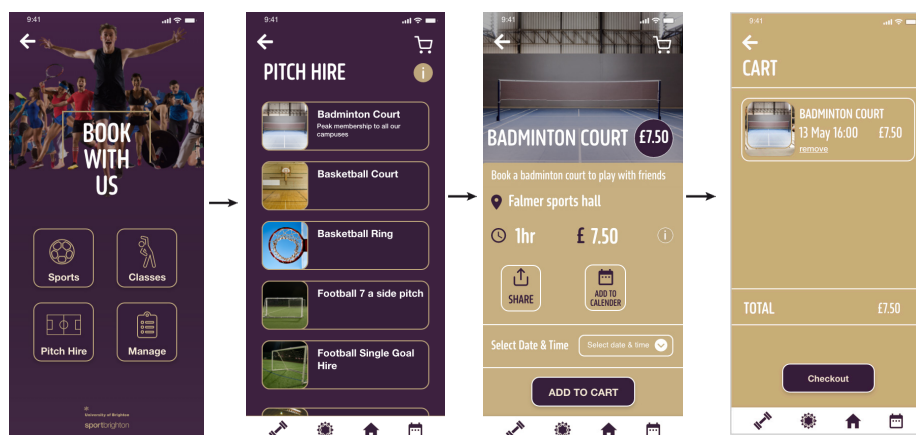 9:41
BOOK
WITH
US
Sports
Classes
Pitch Hire
Manage
University of Brighton
sportbrighton
9:41
PITCH HIRE
i
Badminton Court
Peak membership to all our
campuses
Basketball Court
Basketball Ring
Football 7 a side pitch
Football Single Goal
Hire
9:41
BADMINTON COURT £7.50
Book a badminton court to play with friends
Falmer sports hall
1hr £ 7.50 i
SHARE
ADD TO
CALENDER
Select Date & Time Select date & time
ADD TO CART
9:41
CART
BADMINTON COURT
13 May 16:00 £7.50
remove
TOTAL £7.50
Checkout